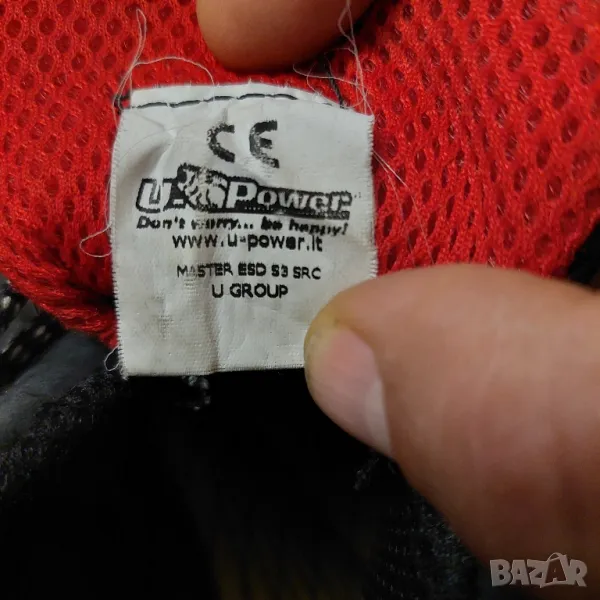 CE
U-Power
Don't worry... be happy!
www.u-power.it
MASTER ESD S3 SRC
U GROUP
BAZAR